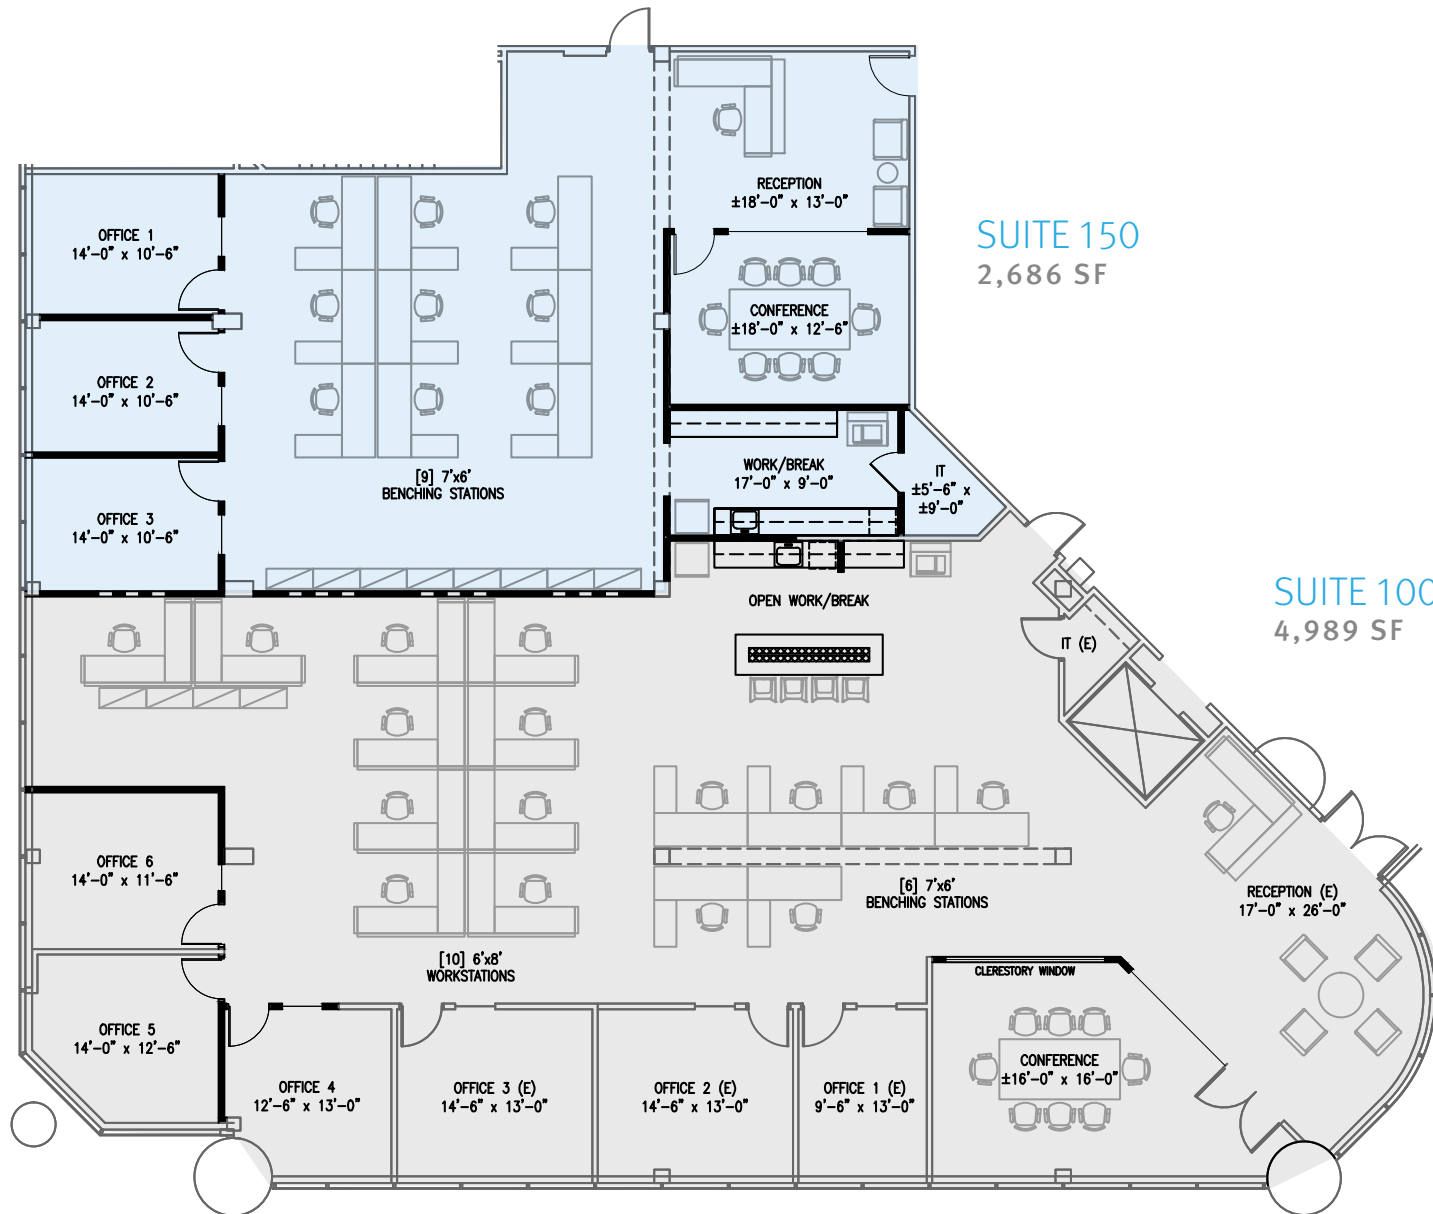 RECEPTION
±18'-0" x 13'-0"
SUITE 150
2,686 SF
OFFICE 1
14'-0" x 10'-6"
CONFERENCE
±18'-0" x 12'-6"
OFFICE 2
14'-0" x 10'-6"
[9] 7'x6'
BENCHING STATIONS
WORK/BREAK
17'-0" x 9'-0"
IT
±5'-6" x
±9'-0"
OFFICE 3
14'-0" x 10'-6"
OPEN WORK/BREAK
SUITE 100
4,989 SF
IT (E)
OFFICE 6
14'-0" x 11'-6"
[6] 7'x6'
BENCHING STATIONS
RECEPTION (E)
17'-0" x 26'-0"
[10] 6'x8'
WORKSTATIONS
CLERESTORY WINDOW
OFFICE 5
14'-0" x 12'-6"
OFFICE 4
12'-6" x 13'-0"
OFFICE 3 (E)
14'-6" x 13'-0"
OFFICE 2 (E)
14'-6" x 13'-0"
OFFICE 1 (E)
9'-6" x 13'-0"
CONFERENCE
±16'-0" x 16'-0"